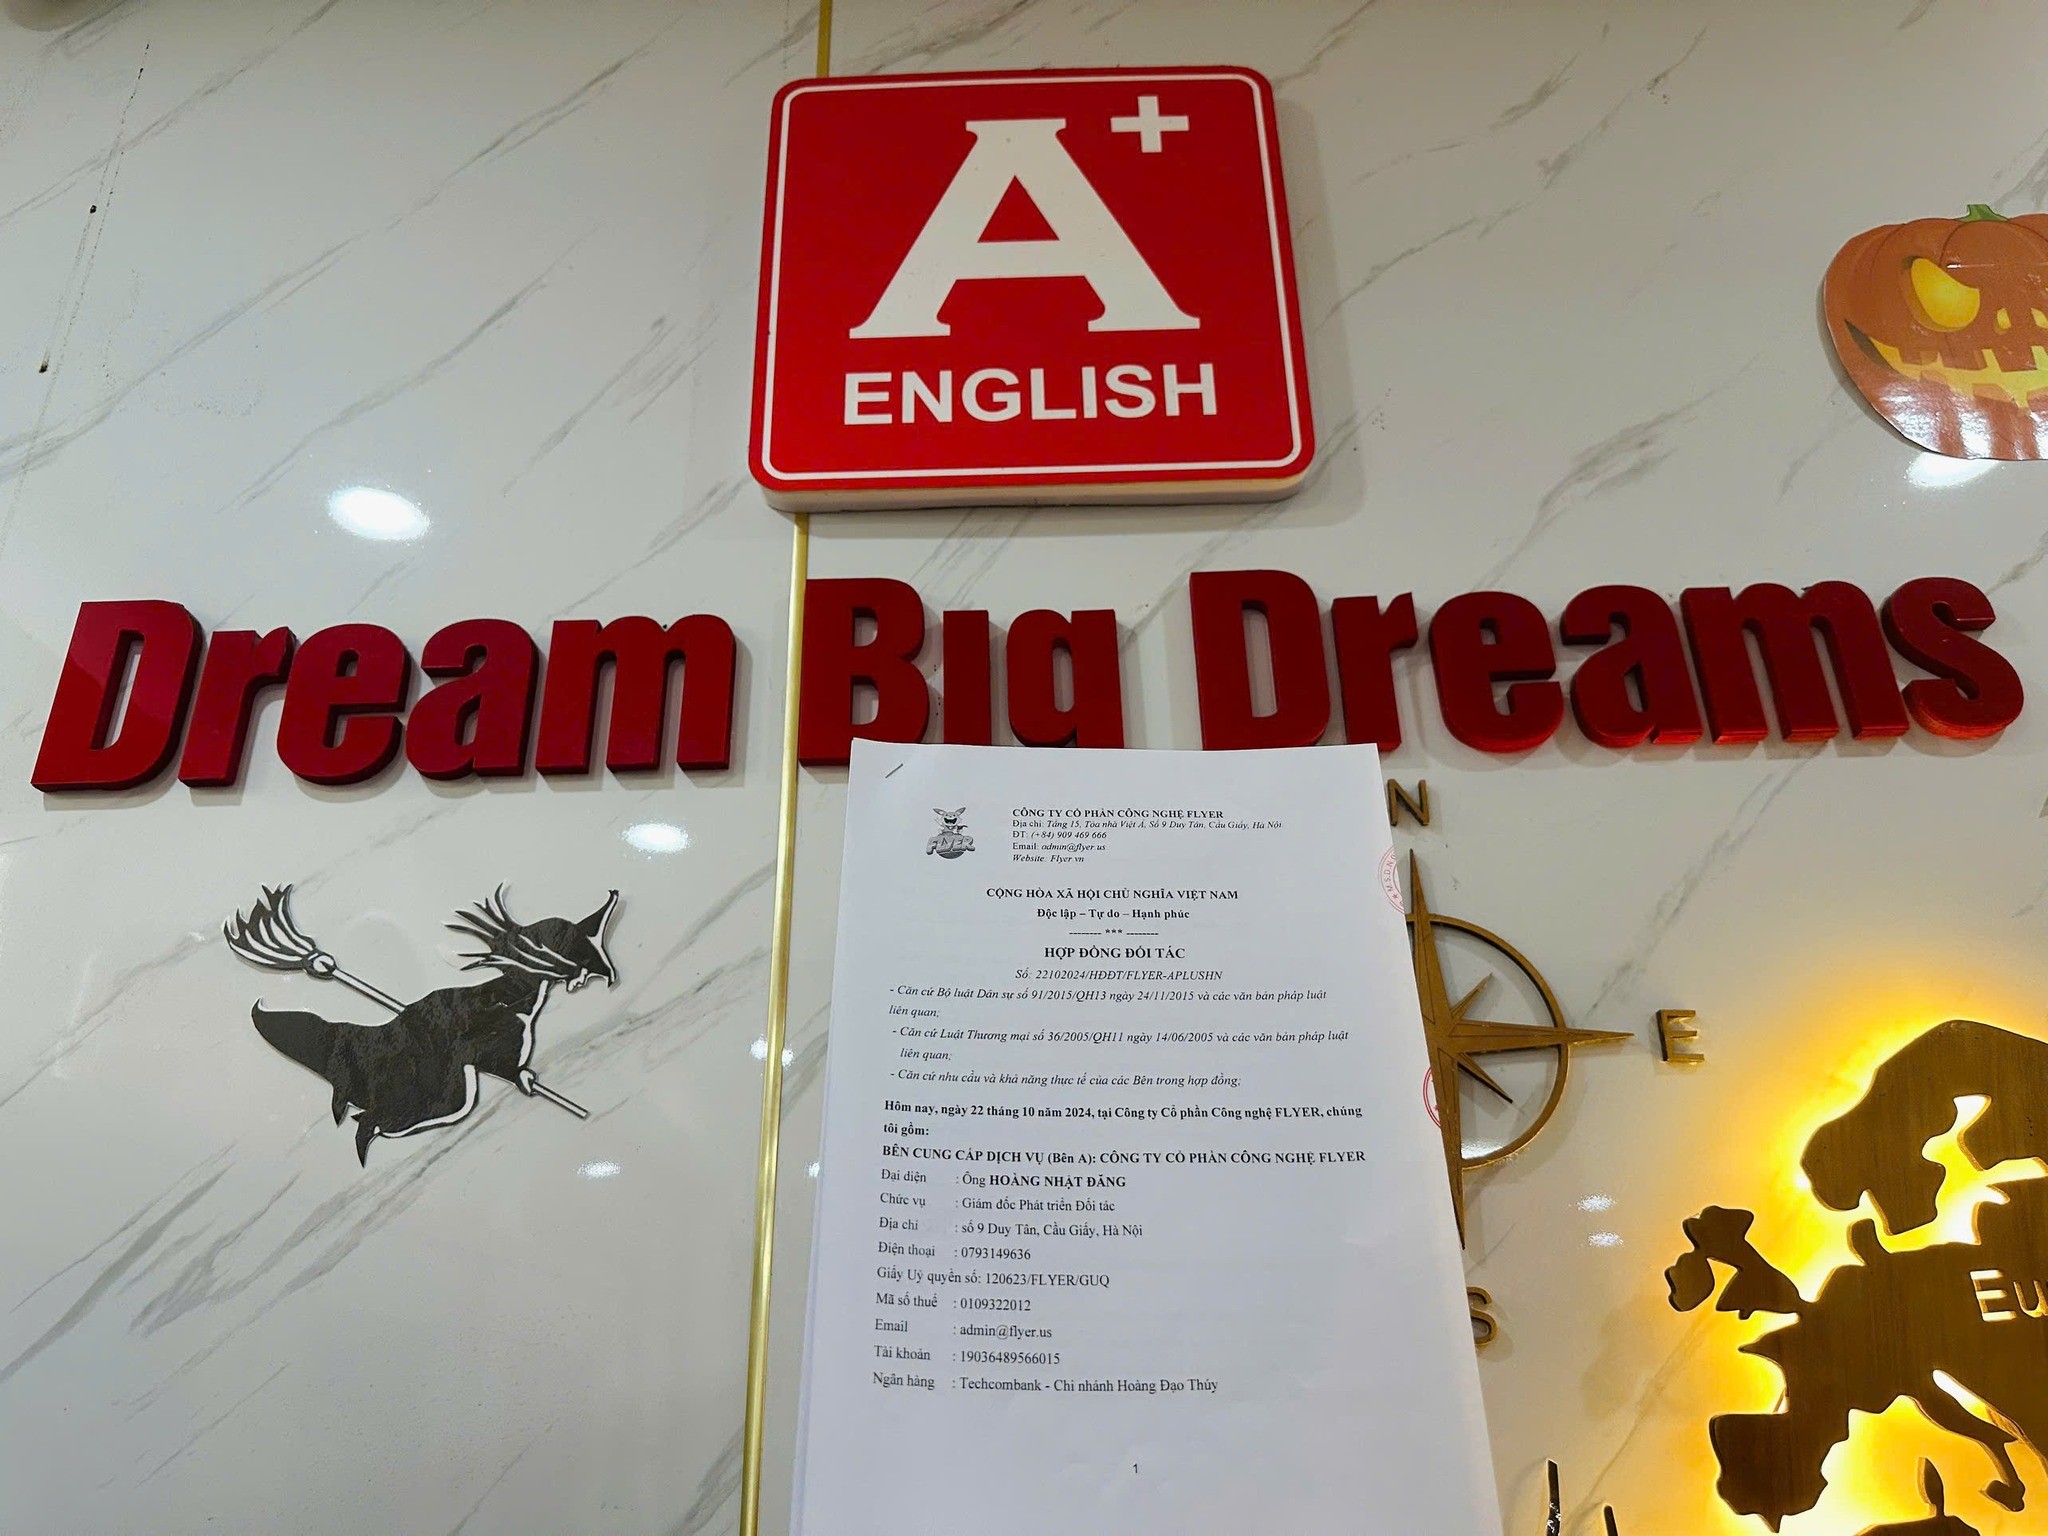 A+
ENGLISH
Dream Big Dreams
FLYER
CÔNG TY CỔ PHẦN CÔNG NGHỆ FLYER
Địa chỉ: Tầng 15, Tòa nhà Việt Á, Số 9 Duy Tân, Cầu Giấy, Hà Nội
ĐT: (+84) 909 469 666
Email: admin@flyer.us
Website: Flyer.vn
CỘNG HÒA XÃ HỘI CHỦ NGHĨA VIỆT NAM
Độc lập – Tự do – Hạnh phúc
-------- *** --------
HỢP ĐỒNG ĐỐI TÁC
Số: 22102024/HĐĐT/FLYER-APLUSHN
- Căn cứ Bộ luật Dân sự số 91/2015/QH13 ngày 24/11/2015 và các văn bản pháp luật
liên quan;
- Căn cứ Luật Thương mại số 36/2005/QH11 ngày 14/06/2005 và các văn bản pháp luật
liên quan;
- Căn cứ nhu cầu và khả năng thực tế của các Bên trong hợp đồng;
Hôm nay, ngày 22 tháng 10 năm 2024, tại Công ty Cổ phần Công nghệ FLYER, chúng
tôi gồm:
BÊN CUNG CẤP DỊCH VỤ (Bên A): CÔNG TY CỔ PHẦN CÔNG NGHỆ FLYER
Đại diện : Ông HOÀNG NHẬT ĐĂNG
Chức vụ : Giám đốc Phát triển Đối tác
Địa chỉ : số 9 Duy Tân, Cầu Giấy, Hà Nội
Điện thoại : 0793149636
Giấy Uỷ quyền số: 120623/FLYER/GUQ
Mã số thuế : 0109322012
Email : admin@flyer.us
Tài khoản : 19036489566015
Ngân hàng : Techcombank - Chi nhánh Hoàng Đạo Thúy
1
N
E
S
Eu